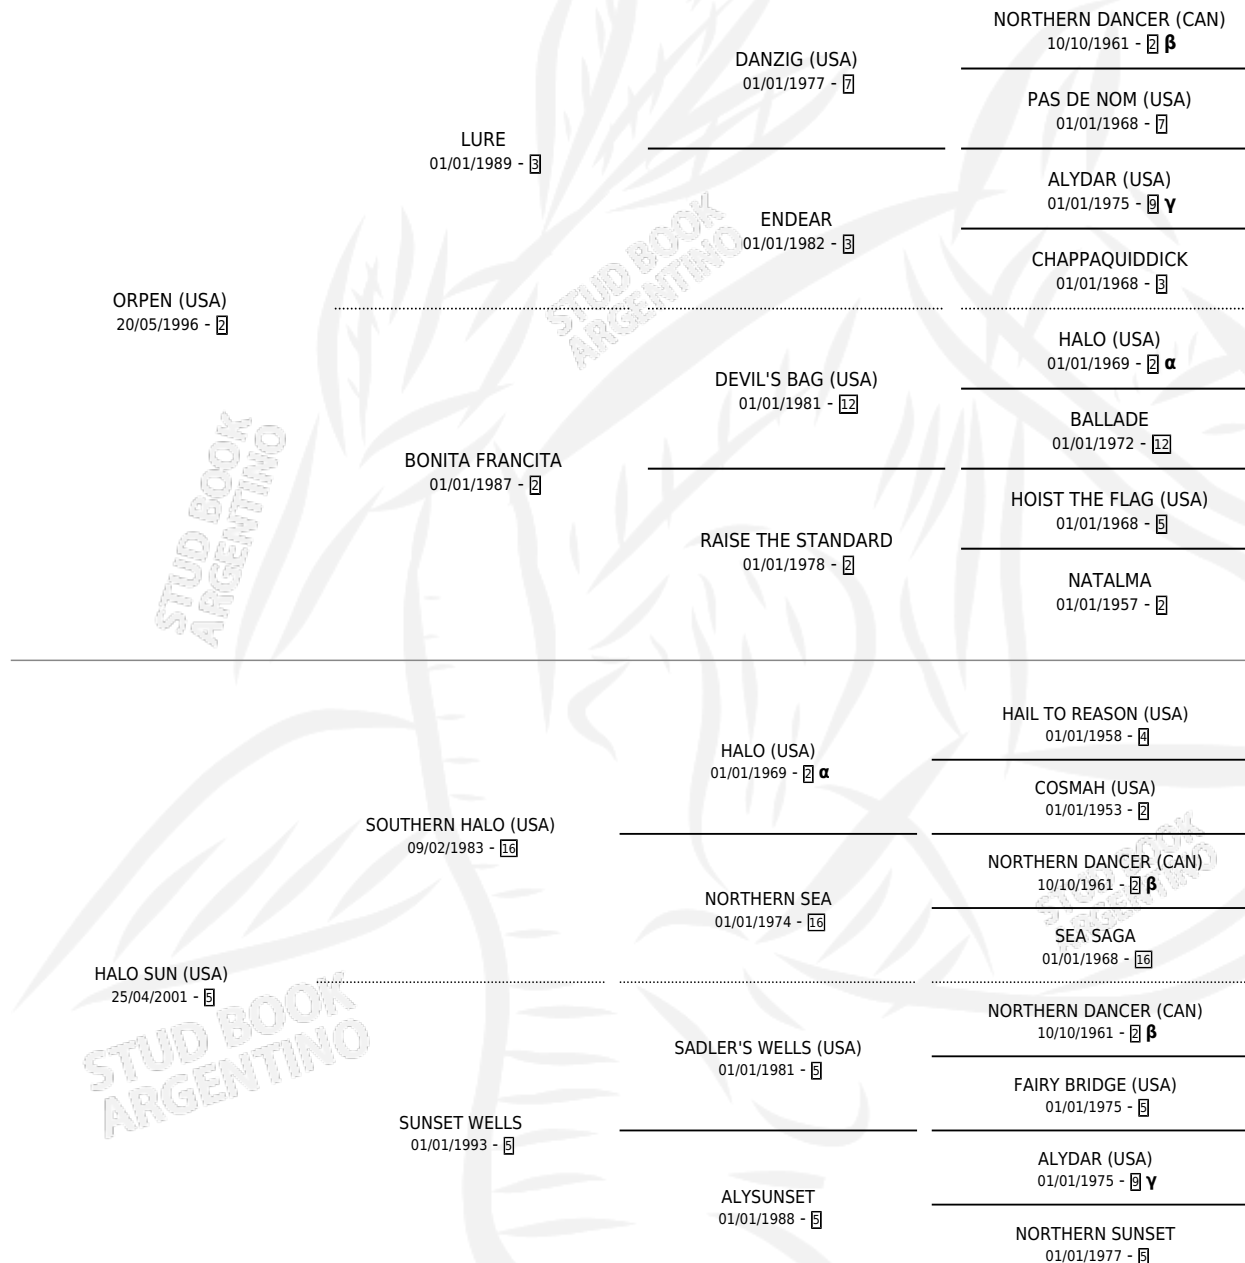 NORTHERN DANCER (CAN)
10/10/1961 - 2 β
DANZIG (USA)
01/01/1977 - 7
PAS DE NOM (USA)
01/01/1968 - 7
LURE
01/01/1989 - 3
ALYDAR (USA)
01/01/1975 - 9 γ
ENDEAR
01/01/1982 - 3
CHAPPAQUIDDICK
01/01/1968 - 3
ORPEN (USA)
20/05/1996 - 2
HALO (USA)
01/01/1969 - 2 α
DEVIL'S BAG (USA)
01/01/1981 - 12
BALLADE
01/01/1972 - 12
BONITA FRANCITA
01/01/1987 - 2
HOIST THE FLAG (USA)
01/01/1968 - 5
RAISE THE STANDARD
01/01/1978 - 2
NATALMA
01/01/1957 - 2
STUD BOOK
ARGENTINO
STUD BOOK
ARGENTINO
HAIL TO REASON (USA)
01/01/1958 - 4
HALO (USA)
01/01/1969 - 2 α
COSMAH (USA)
01/01/1953 - 2
SOUTHERN HALO (USA)
09/02/1983 - 16
NORTHERN DANCER (CAN)
10/10/1961 - 2 β
NORTHERN SEA
01/01/1974 - 16
SEA SAGA
01/01/1968 - 16
HALO SUN (USA)
25/04/2001 - 5
NORTHERN DANCER (CAN)
10/10/1961 - 2 β
SADLER'S WELLS (USA)
01/01/1981 - 5
FAIRY BRIDGE (USA)
01/01/1975 - 5
SUNSET WELLS
01/01/1993 - 5
ALYDAR (USA)
01/01/1975 - 9 γ
ALYSUNSET
01/01/1988 - 5
NORTHERN SUNSET
01/01/1977 - 5
STUD BOOK
ARGENTINO
STUD BOOK
ARGENTINO